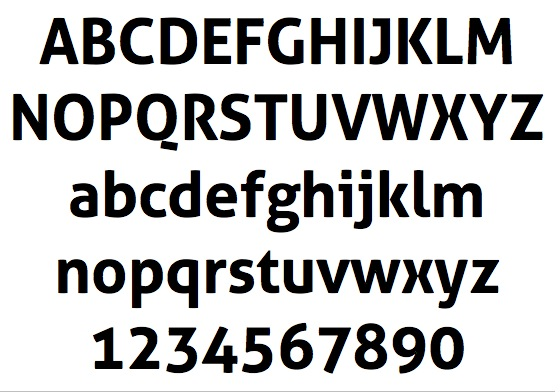 ABCDEFGHIJKLM
NOPQRSTUVWXYZ
abcdefghijklm
nopqrstuvwxyz
1234567890